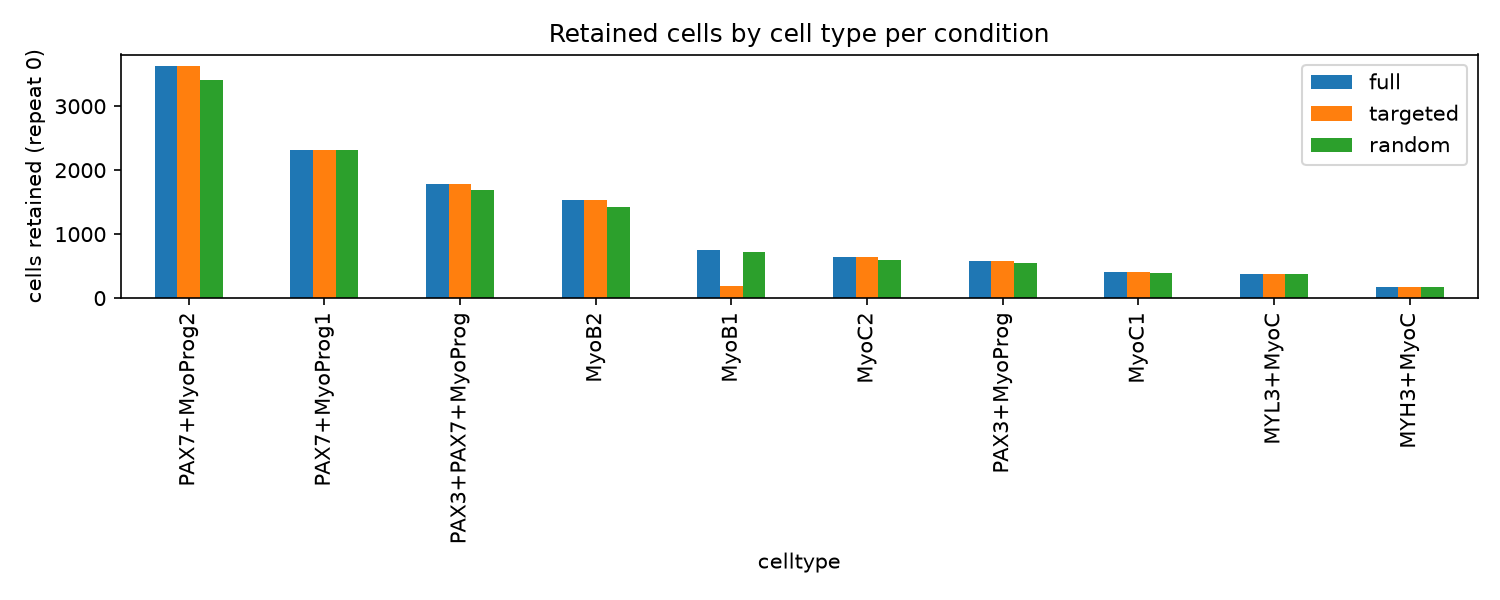 Retained cells by cell type per condition
cells retained (repeat 0)
3000
2000
1000
0
full
targeted
random
PAX7+MyoProg2
PAX7+MyoProg1
PAX3+PAX7+MyoProg
MyoB2
MyoB1
MyoC2
PAX3+MyoProg
MyoC1
MYL3+MyoC
MYH3+MyoC
celltype